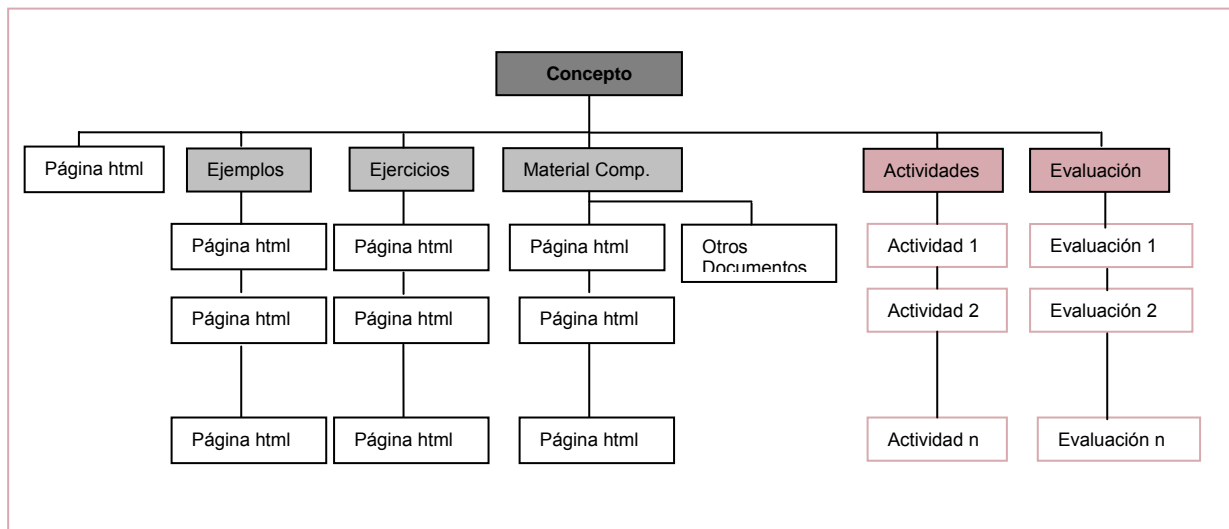 Concepto
Página html
Ejemplos
Ejercicios
Material Comp.
Actividades
Evaluación
Página html
Página html
Página html
Otros
Documentos
Actividad 1
Evaluación 1
Página html
Página html
Página html
Actividad 2
Evaluación 2
Página html
Página html
Página html
Actividad n
Evaluación n